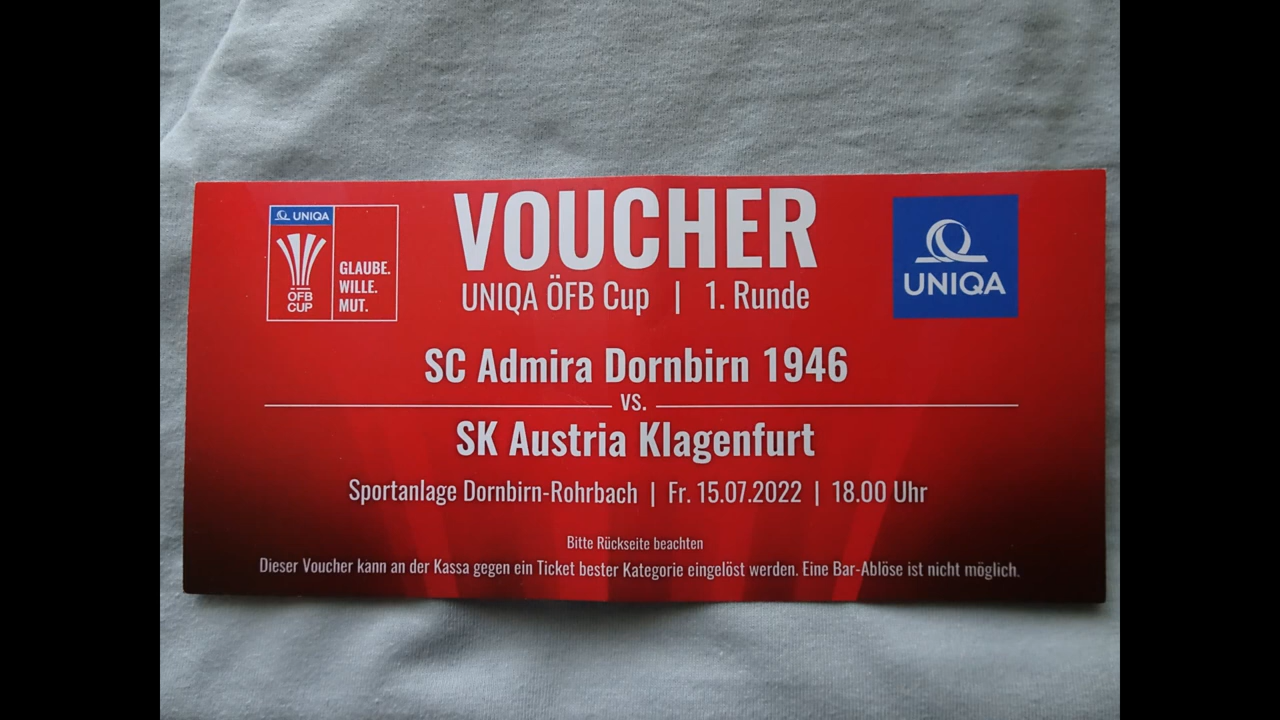 VOUCHER
UNIQA ÖFB Cup | 1. Runde
UNIQA
ÖFB
CUP
GLAUBE.
WILLE.
MUT.
UNIQA
SC Admira Dornbirn 1946
VS.
SK Austria Klagenfurt
Sportanlage Dornbirn-Rohrbach | Fr. 15.07.2022 | 18.00 Uhr
Bitte Rückseite beachten
Dieser Voucher kann an der Kassa gegen ein Ticket bester Kategorie eingelöst werden. Eine Bar-Ablöse ist nicht möglich.